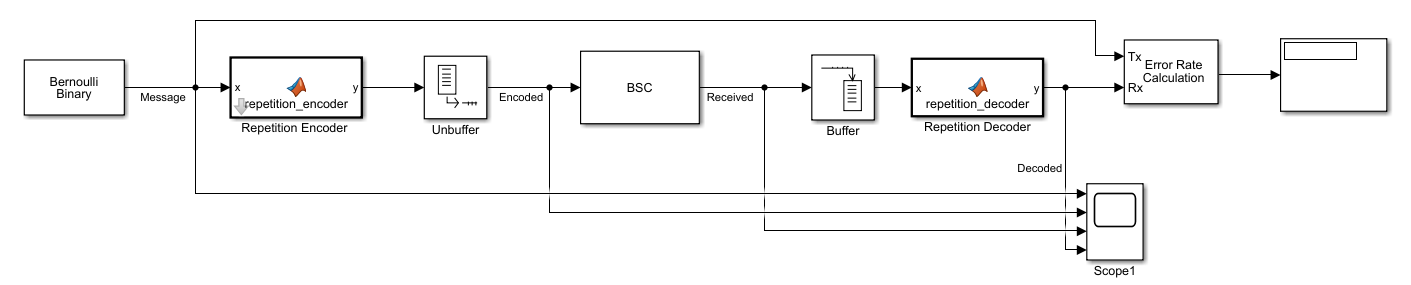 Bernoulli
Binary
Message
x
repetition_encoder
y
Repetition Encoder
Unbuffer
Encoded
BSC
Received
Buffer
x
repetition_decoder
y
Repetition Decoder
Decoded
Tx
Rx
Error Rate
Calculation
Scope1